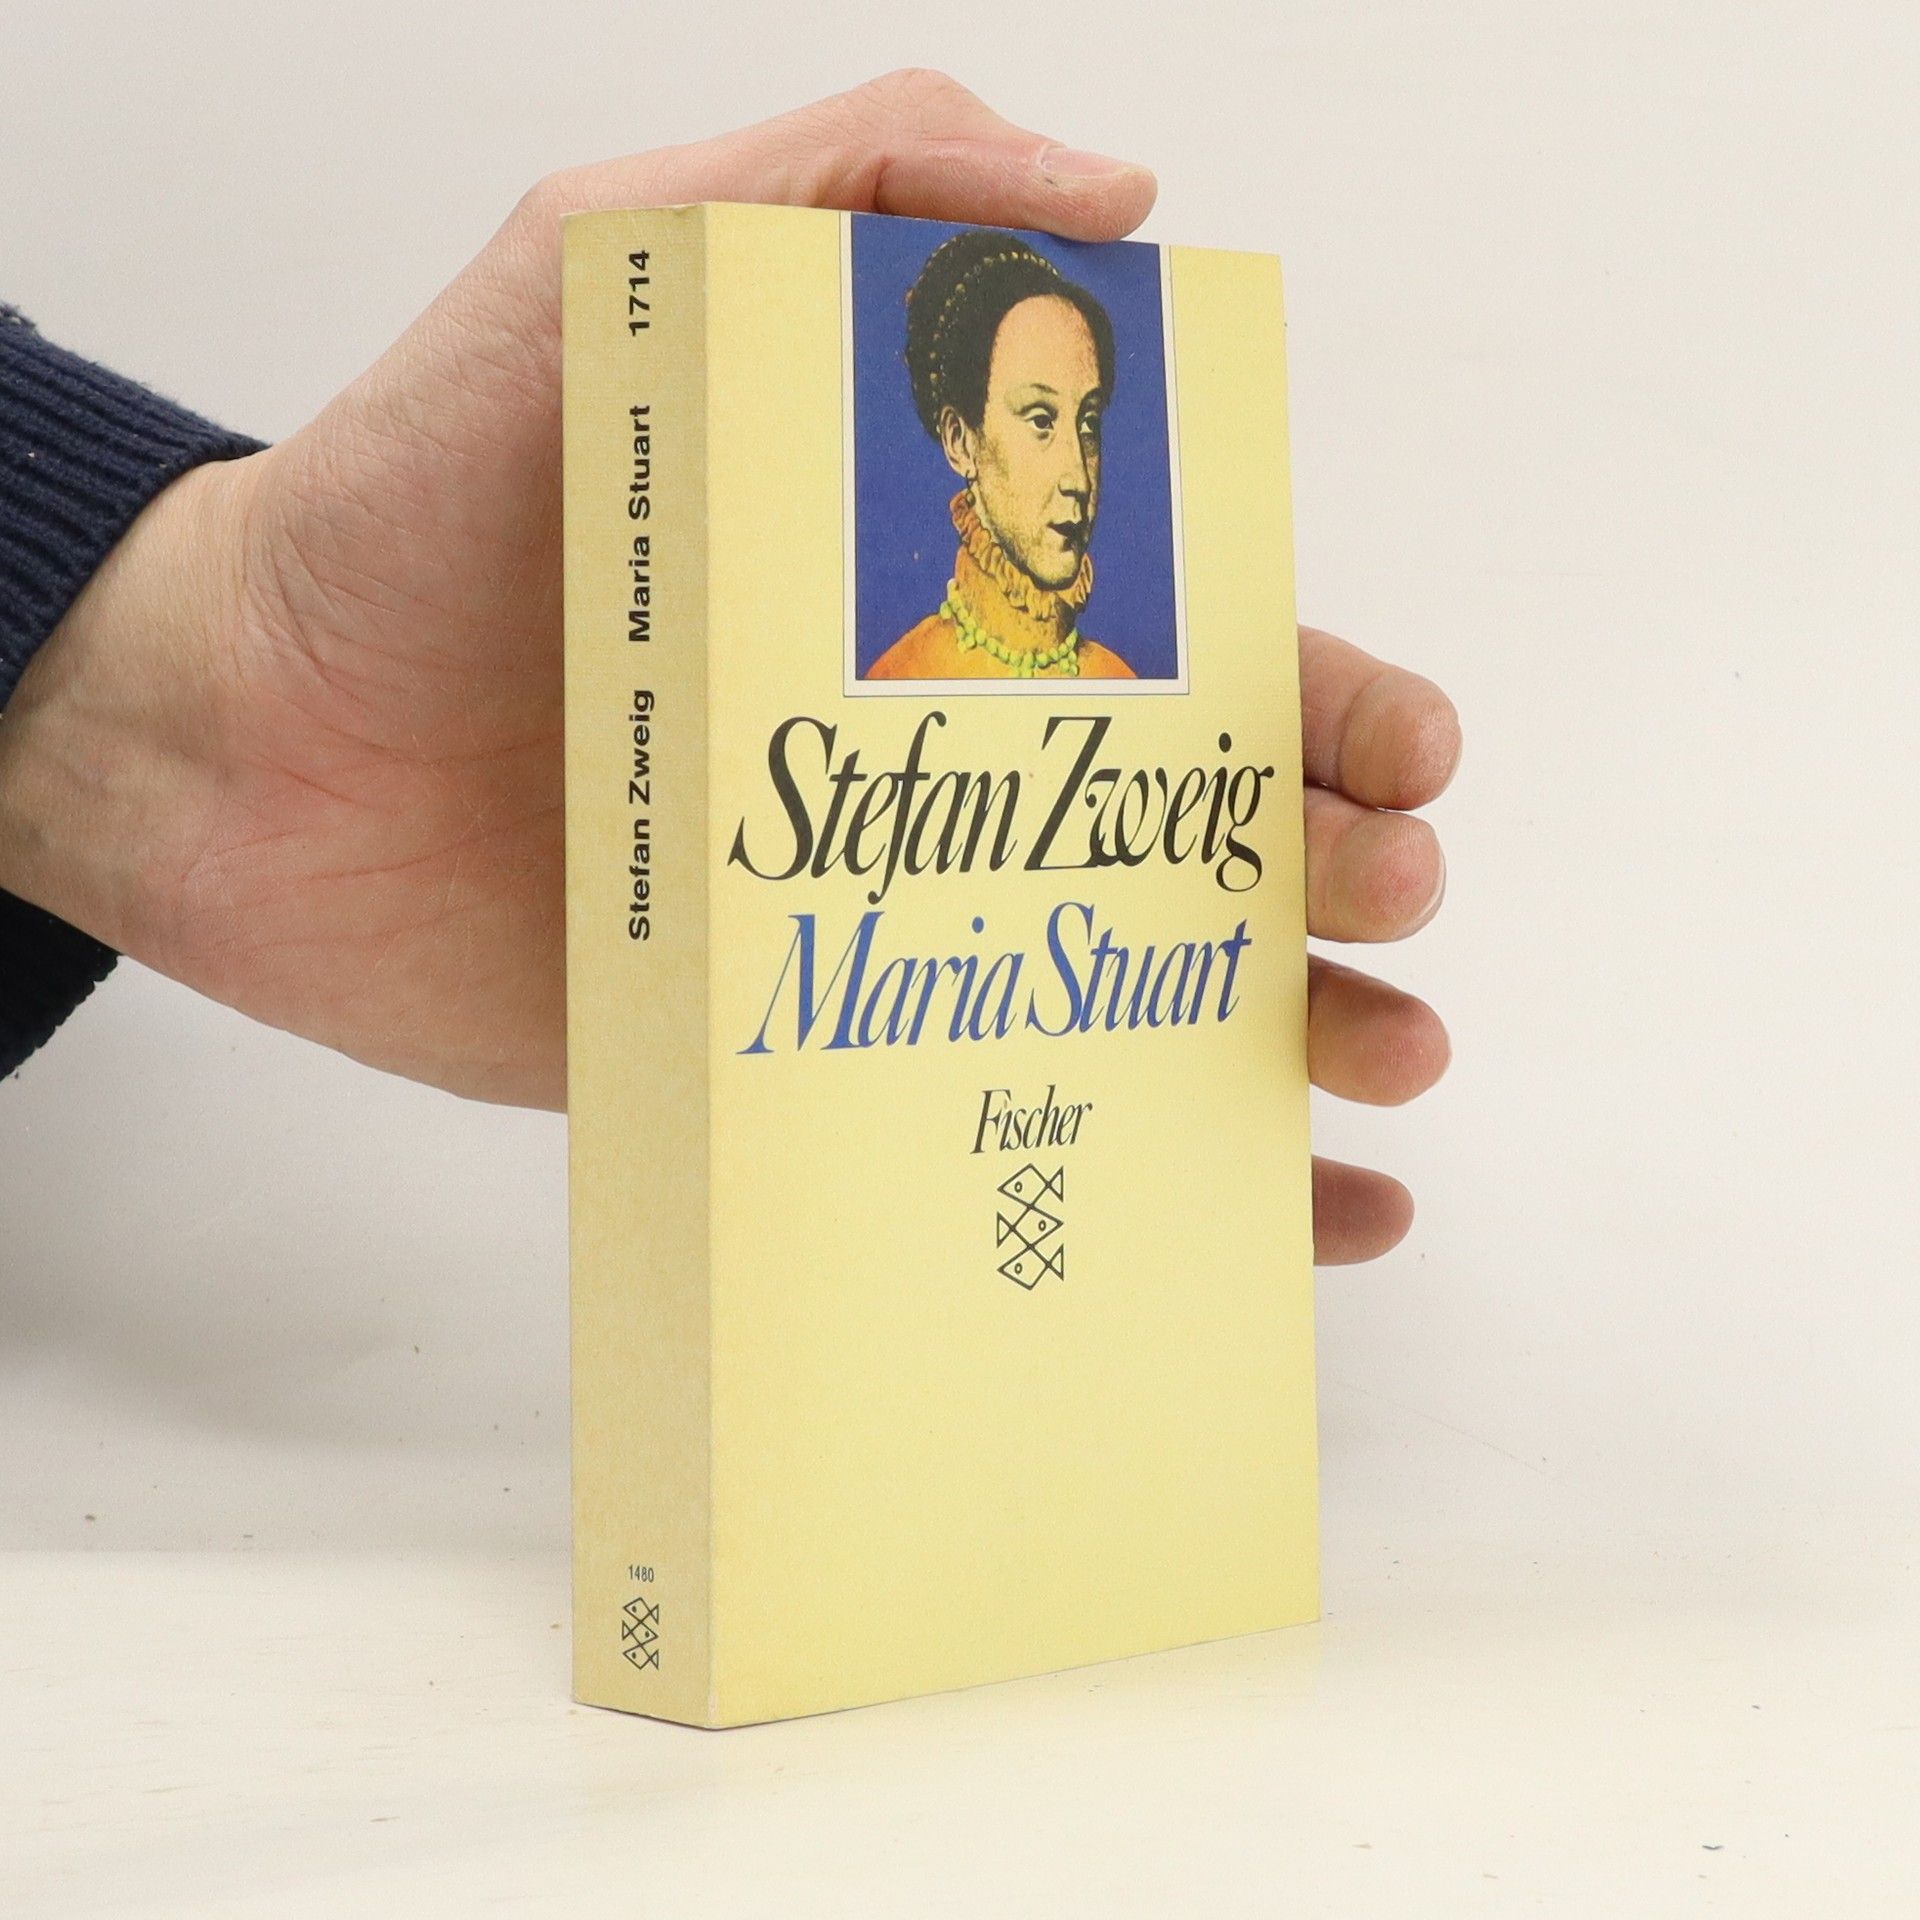 Stefan Zweig
Maria Stuart
Fischer
Stefan Zweig Maria Stuart 1714
1480